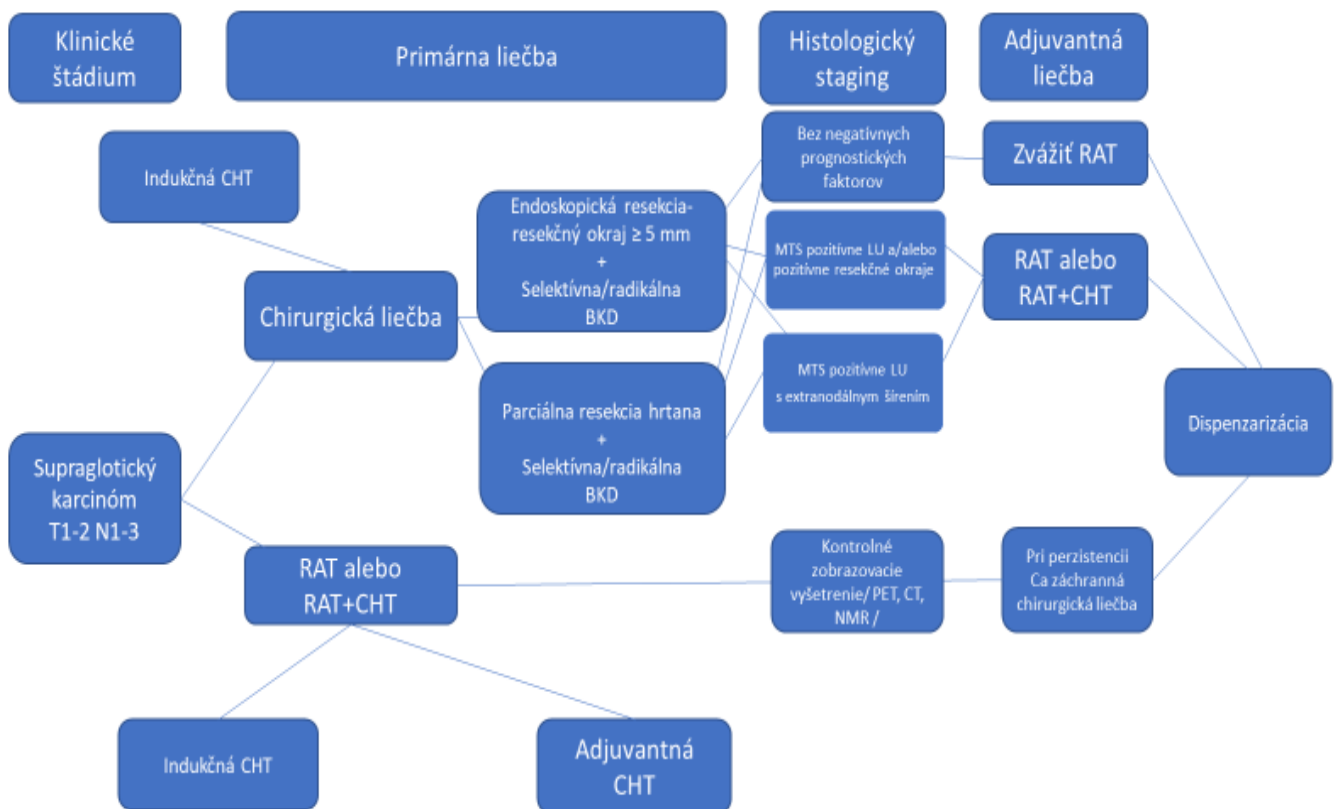 Klinické
štádium
Primárna liečba
Histologický
staging
Adjuvantná
liečba
Indukčná CHT
Bez negatívnych
prognostických
faktorov
Zvážiť RAT
Endoskopická resekcia-
resekčný okraj ≥ 5 mm
+
Selektívna/radikálna
BKD
MTS pozitívne LU a/alebo
pozitívne resekčné okraje
RAT alebo
RAT+CHT
Chirurgická liečba
MTS pozitívne LU
s extranodálnym šírením
Parciálna resekcia hrtana
+
Selektívna/radikálna
BKD
Dispenzarizácia
Supraglotický
karcinóm
T1-2 N1-3
RAT alebo
RAT+CHT
Kontrolné
zobrazovacie
vyšetrenie/ PET, CT,
NMR /
Pri perzistencii
Ca záchranná
chirurgická liečba
Indukčná CHT
Adjuvantná
CHT